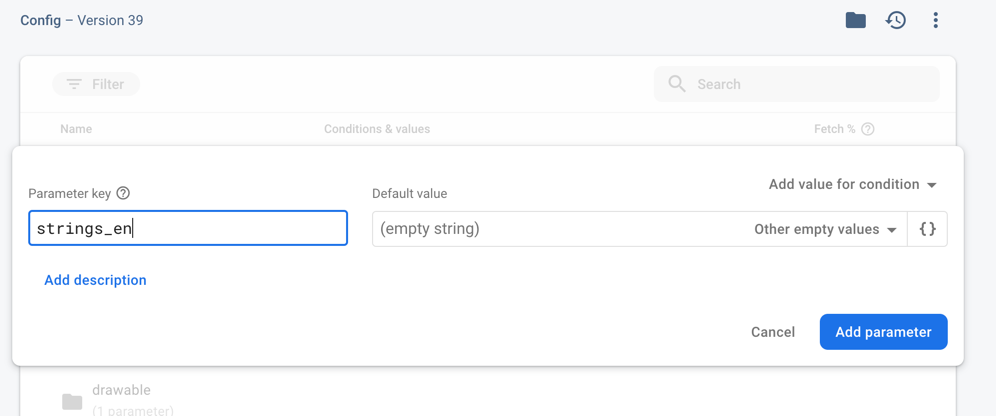 Config – Version 39
Filter
Search
Name Conditions & values Fetch %
Add value for condition
Parameter key Default value
strings_en (empty string) Other empty values {}
Add description
Cancel Add parameter
drawable
(1 parameter)